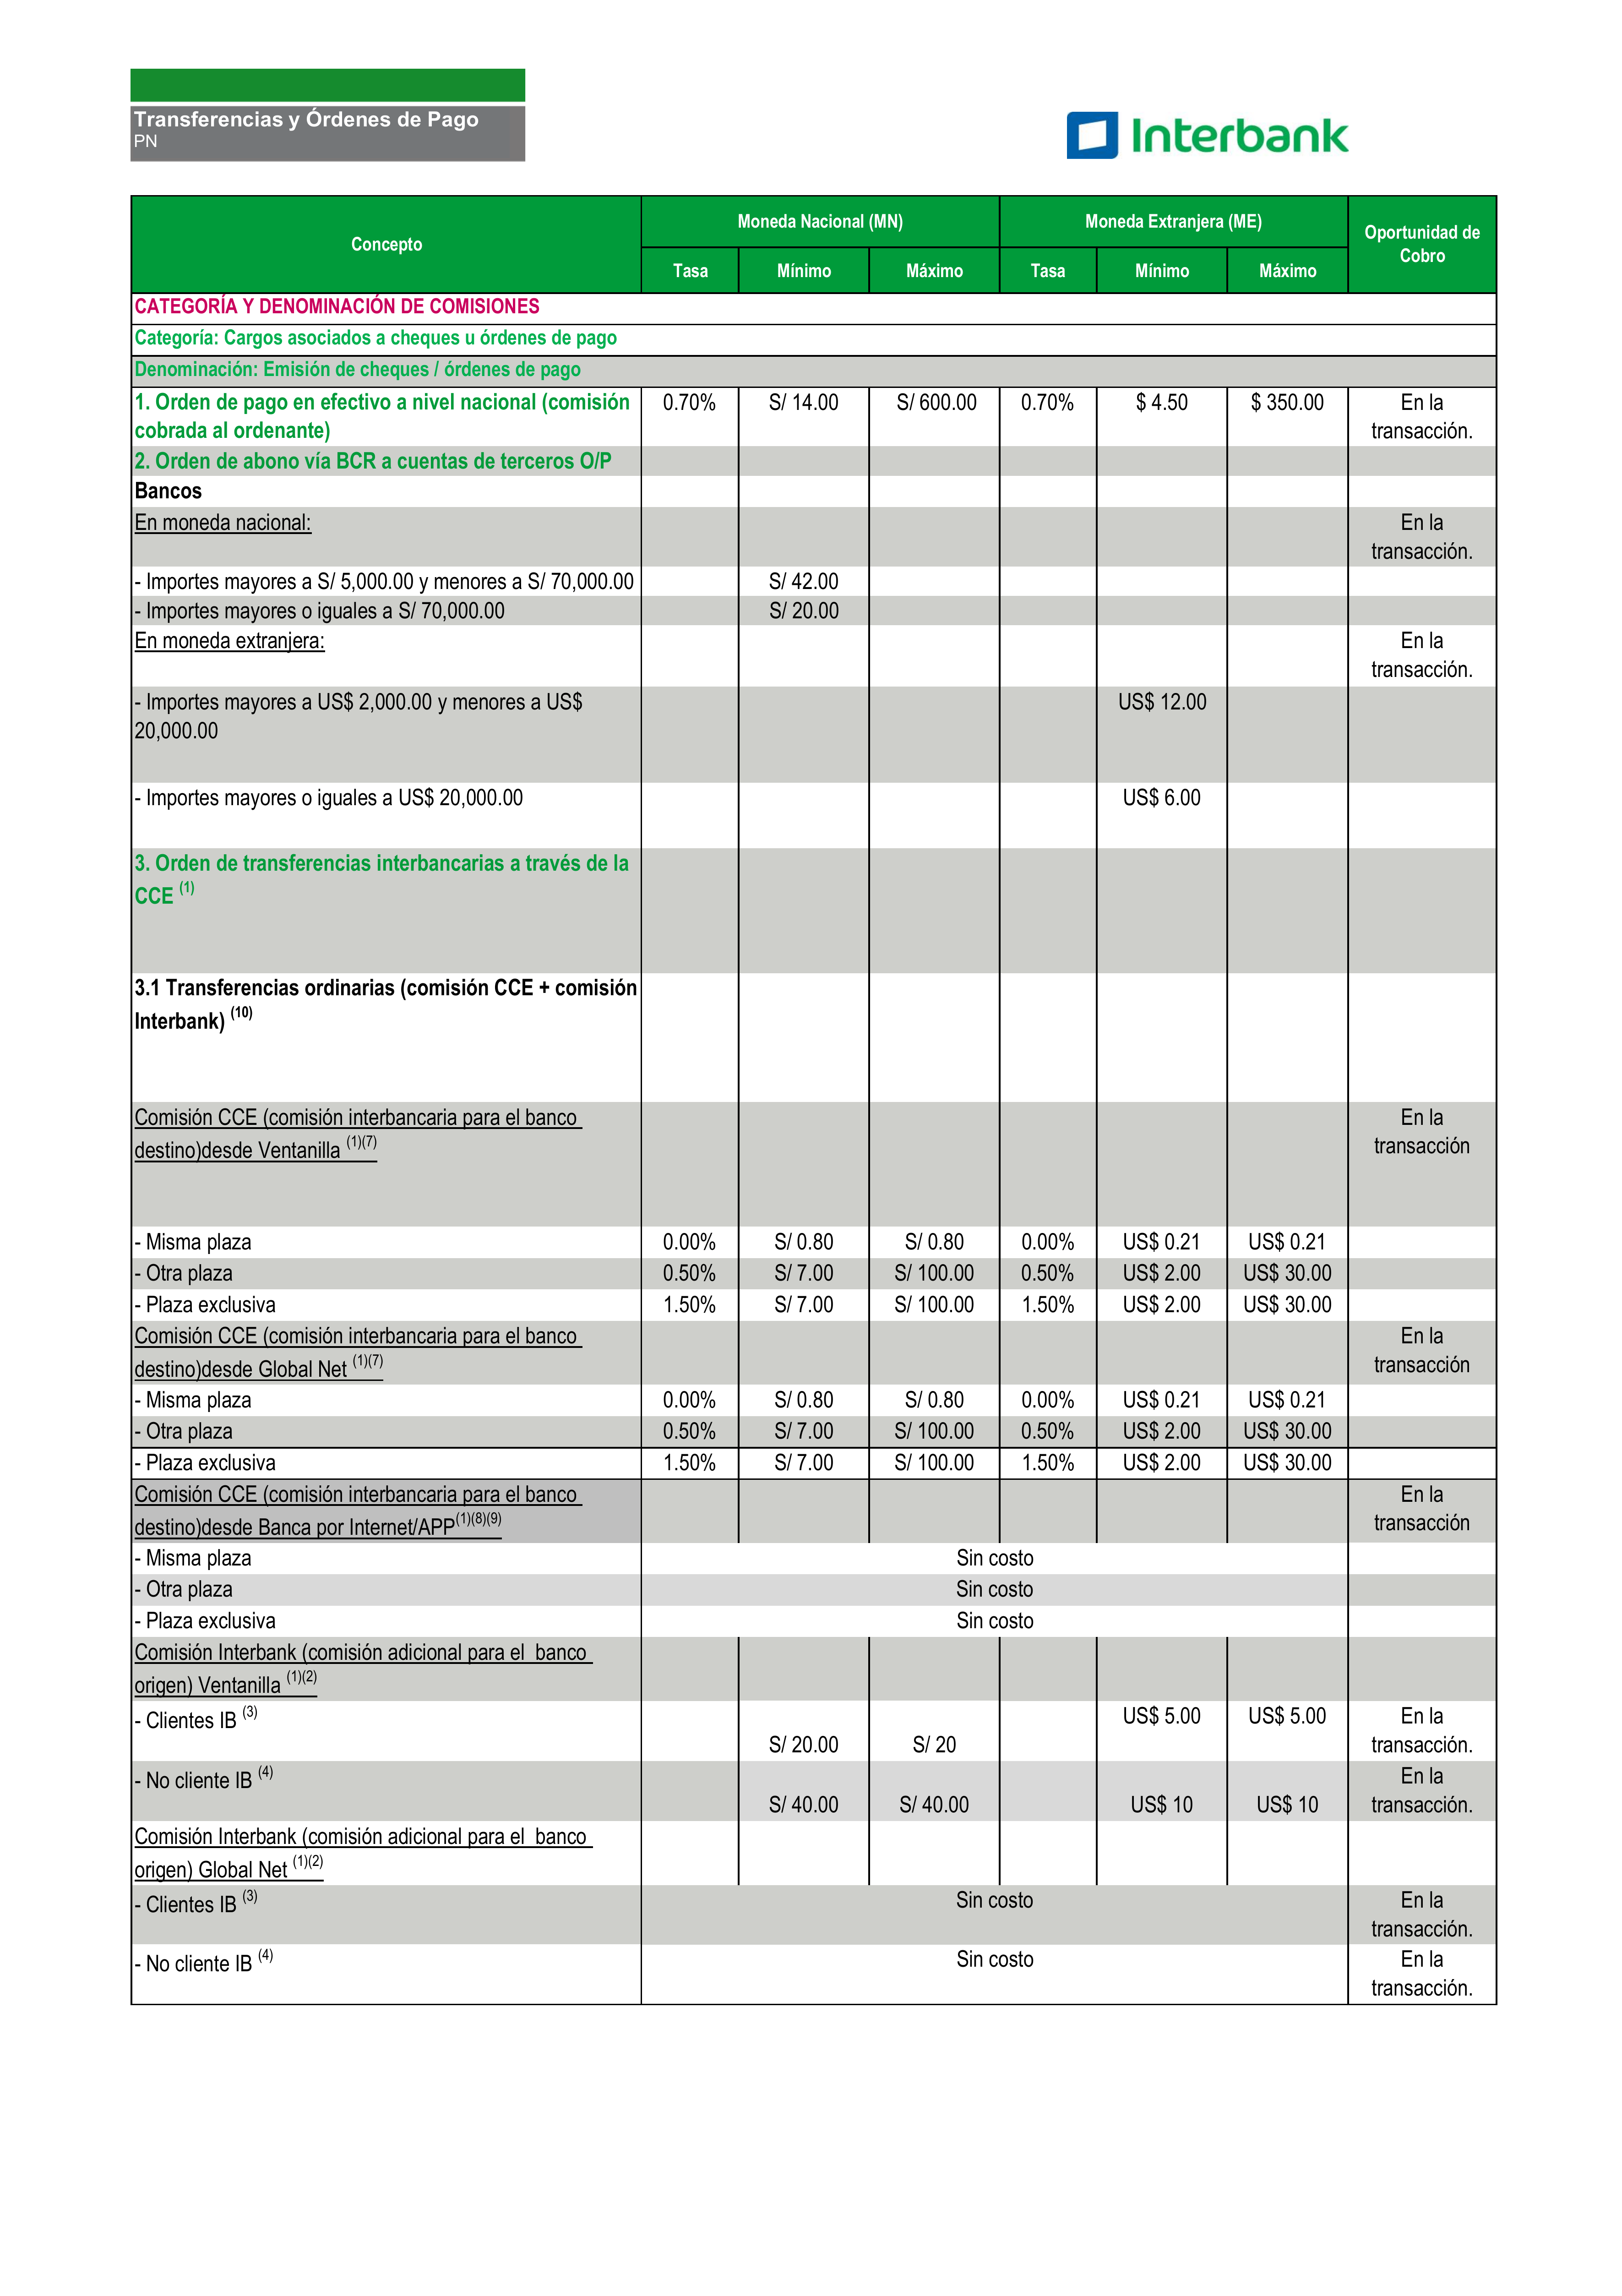 Transferencias y Órdenes de Pago
PN
Interbank
Concepto
Moneda Nacional (MN) Moneda Extranjera (ME)
Oportunidad de
Cobro
Tasa Mínimo Máximo Tasa Mínimo Máximo
CATEGORÍA Y DENOMINACIÓN DE COMISIONES
Categoría: Cargos asociados a cheques u órdenes de pago
Denominación: Emisión de cheques / órdenes de pago
1. Orden de pago en efectivo a nivel nacional (comisión 0.70% S/ 14.00 S/ 600.00 0.70% $ 4.50 $ 350.00 En la
cobrada al ordenante) transacción.
2. Orden de abono vía BCR a cuentas de terceros O/P
Bancos
En moneda nacional: En la
transacción.
- Importes mayores a S/ 5,000.00 y menores a S/ 70,000.00 S/ 42.00
- Importes mayores o iguales a S/ 70,000.00 S/ 20.00
En moneda extranjera: En la
transacción.
- Importes mayores a US$ 2,000.00 y menores a US$ US$ 12.00
20,000.00
- Importes mayores o iguales a US$ 20,000.00 US$ 6.00
3. Orden de transferencias interbancarias a través de la
CCE (1)
3.1 Transferencias ordinarias (comisión CCE + comisión
Interbank) (10)
Comisión CCE (comisión interbancaria para el banco En la
destino)desde Ventanilla (1)(7) transacción
- Misma plaza 0.00% S/ 0.80 S/ 0.80 0.00% US$ 0.21 US$ 0.21
- Otra plaza 0.50% S/ 7.00 S/ 100.00 0.50% US$ 2.00 US$ 30.00
- Plaza exclusiva 1.50% S/ 7.00 S/ 100.00 1.50% US$ 2.00 US$ 30.00
Comisión CCE (comisión interbancaria para el banco En la
destino)desde Global Net (1)(7) transacción
- Misma plaza 0.00% S/ 0.80 S/ 0.80 0.00% US$ 0.21 US$ 0.21
- Otra plaza 0.50% S/ 7.00 S/ 100.00 0.50% US$ 2.00 US$ 30.00
- Plaza exclusiva 1.50% S/ 7.00 S/ 100.00 1.50% US$ 2.00 US$ 30.00
Comisión CCE (comisión interbancaria para el banco En la
destino)desde Banca por Internet/APP(1)(8)(9) transacción
- Misma plaza Sin costo
- Otra plaza Sin costo
- Plaza exclusiva Sin costo
Comisión Interbank (comisión adicional para el banco
origen) Ventanilla (1)(2)
- Clientes IB (3) US$ 5.00 US$ 5.00 En la
S/ 20.00 S/ 20 transacción.
- No cliente IB (4) En la
S/ 40.00 S/ 40.00 US$ 10 US$ 10 transacción.
Comisión Interbank (comisión adicional para el banco
origen) Global Net (1)(2)
- Clientes IB (3) Sin costo En la
transacción.
- No cliente IB (4) Sin costo En la
transacción.